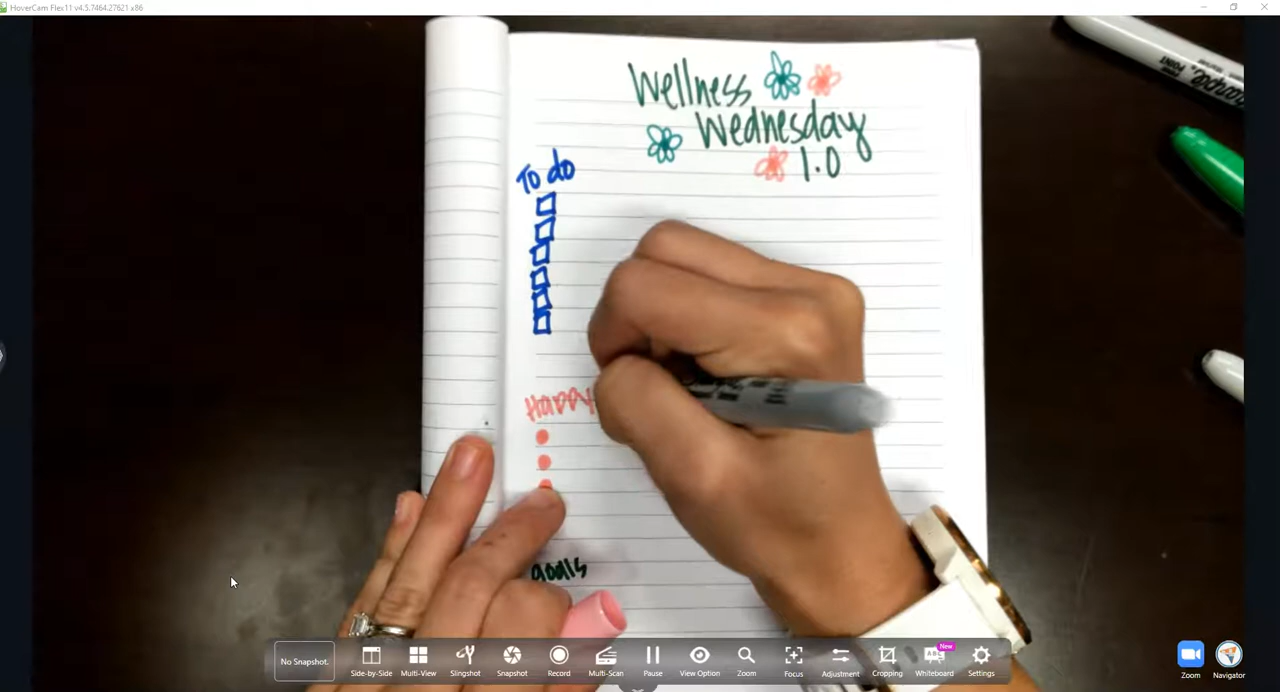 HoverCam Flex11 v4.5.7464.27621 x86
Wellness
Wednesday
1.0
To do
Happy
goals
No Snapshot.
Side-by-Side
Multi-View
Slingshot
Snapshot
Record
Multi-Scan
Pause
View Option
Zoom
Focus
Adjustment
Cropping
New
ABC
Whiteboard
Settings
Zoom
Navigator